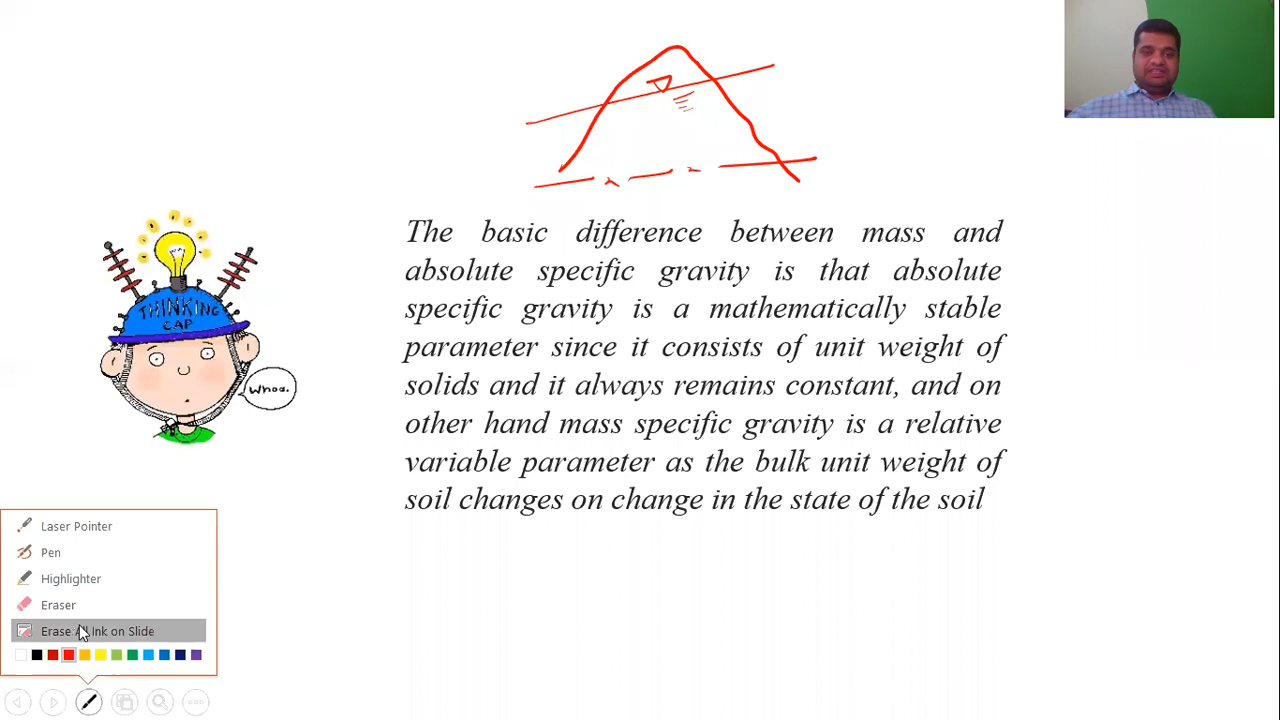 The basic difference between mass and
absolute specific gravity is that absolute
specific gravity is a mathematically stable
parameter since it consists of unit weight of
solids and it always remains constant, and on
other hand mass specific gravity is a relative
variable parameter as the bulk unit weight of
soil changes on change in the state of the soil
THINKING
CAP
Whoa.
Laser Pointer
Pen
Highlighter
Eraser
Erase All Ink on Slide